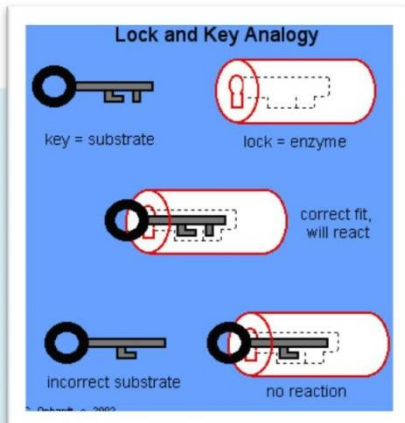 Lock and Key Analogy
key = substrate
lock = enzyme
correct fit,
will react
incorrect substrate
no reaction